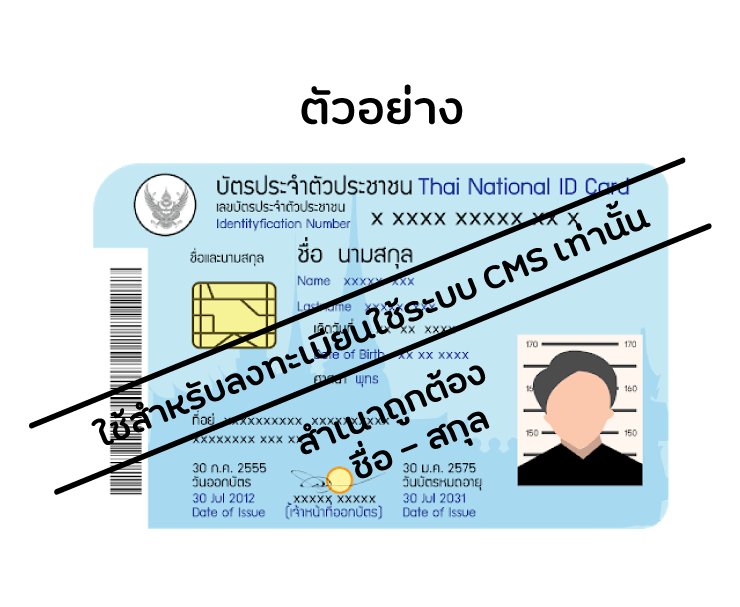 ตัวอย่าง
บัตรประจำตัวประชาชน Thai National ID Card
เลขบัตรประจำตัวประชาชน
Identityfication Number
x xxxx xxxxx xx x
ชื่อและนามสกุล ชื่อ นามสกุล
Name xxxxx xxx
Lastname xxxxx xxx
เกิดวันที่ xx xx xxxx
Date of Birth xx xx xxxx
ศาสนา พุทธ
ใช้สำหรับลงทะเบียนใช้ระบบ CMS เท่านั้น
ที่อยู่ xxxxxxxxxx xxxxxxxxxx
xxxxxxxx xxx xx
สำเนาถูกต้อง
ชื่อ - สกุล
170 170
160
150 150
30 ก.ค. 2555
วันออกบัตร
30 Jul 2012
Date of Issue
xxxxx xxxxx
(เจ้าหน้าที่ออกบัตร)
30 ม.ค. 2575
วันบัตรหมดอายุ
30 Jul 2031
Date of Issue